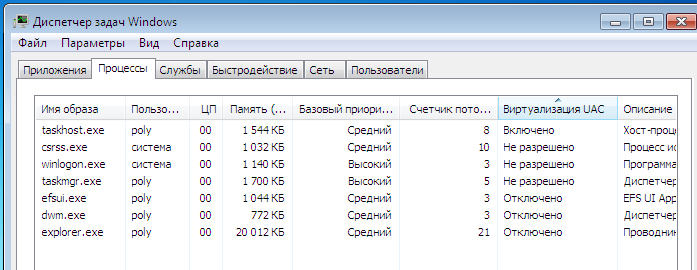 Диспетчер задач Windows
Файл Параметры Вид Справка
Приложения Процессы Службы Быстродействие Сеть Пользователи
Имя образа Пользо... ЦП Память (... Базовый приори... Счетчик пото... Виртуализация UAC Описание
taskhost.exe poly 00 1 544 КБ Средний 8 Включено Хост-проце
csrss.exe система 00 1 032 КБ Средний 10 Не разрешено Процесс ис
winlogon.exe система 00 1 140 КБ Высокий 3 Не разрешено Программа
taskmgr.exe poly 00 1 700 КБ Высокий 5 Не разрешено Диспетчер
efsui.exe poly 00 1 044 КБ Средний 3 Отключено EFS UI App
dwm.exe poly 00 772 КБ Средний 3 Отключено Диспетчер
explorer.exe poly 00 20 012 КБ Средний 21 Отключено Проводник